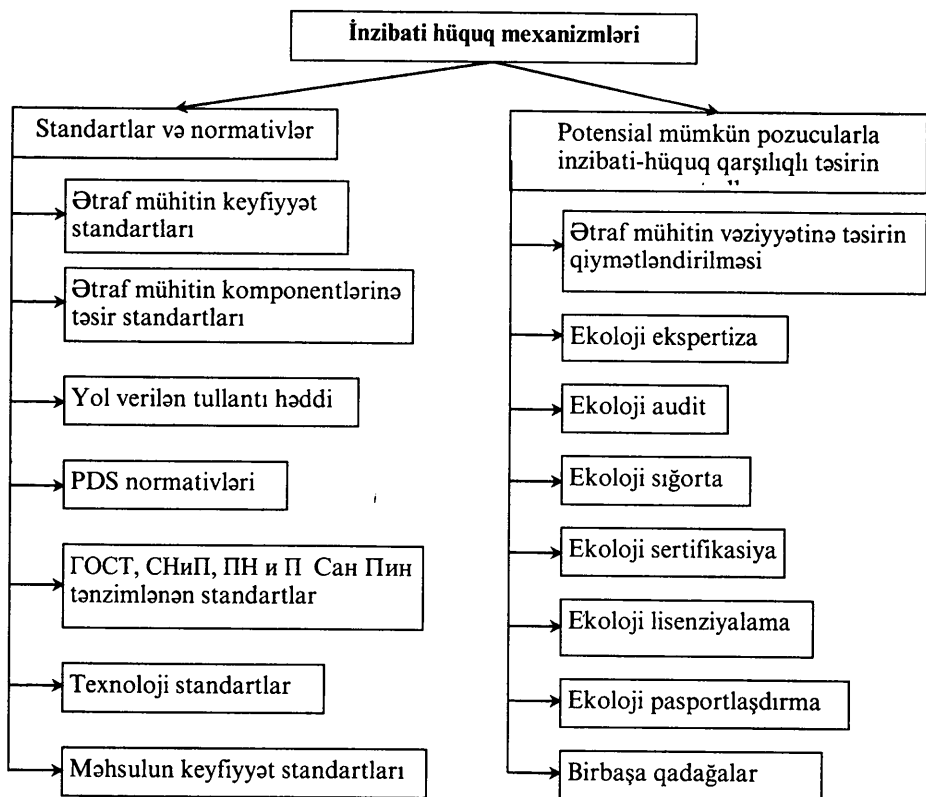 İnzibati hüquq mexanizmləri
Standartlar və normativlər
Ətraf mühitin keyfiyyət
standartları
Ətraf mühitin komponentlərinə
təsir standartları
Yol verilən tullantı həddi
PDS normativləri
ГОСТ, СНиП, ПН и П Сан Пин
tənzimlənən standartlar
Texnoloji standartlar
Məhsulun keyfiyyət standartları
Potensial mümkün pozucularla
inzibati-hüquq qarşılıqlı təsirin
Ətraf mühitin vəziyyətinə təsirin
qiymətləndirilməsi
Ekoloji ekspertiza
Ekoloji audit
Ekoloji sığorta
Ekoloji sertifikasiya
Ekoloji lisenziyalama
Ekoloji pasportlaşdırma
Birbaşa qadağalar